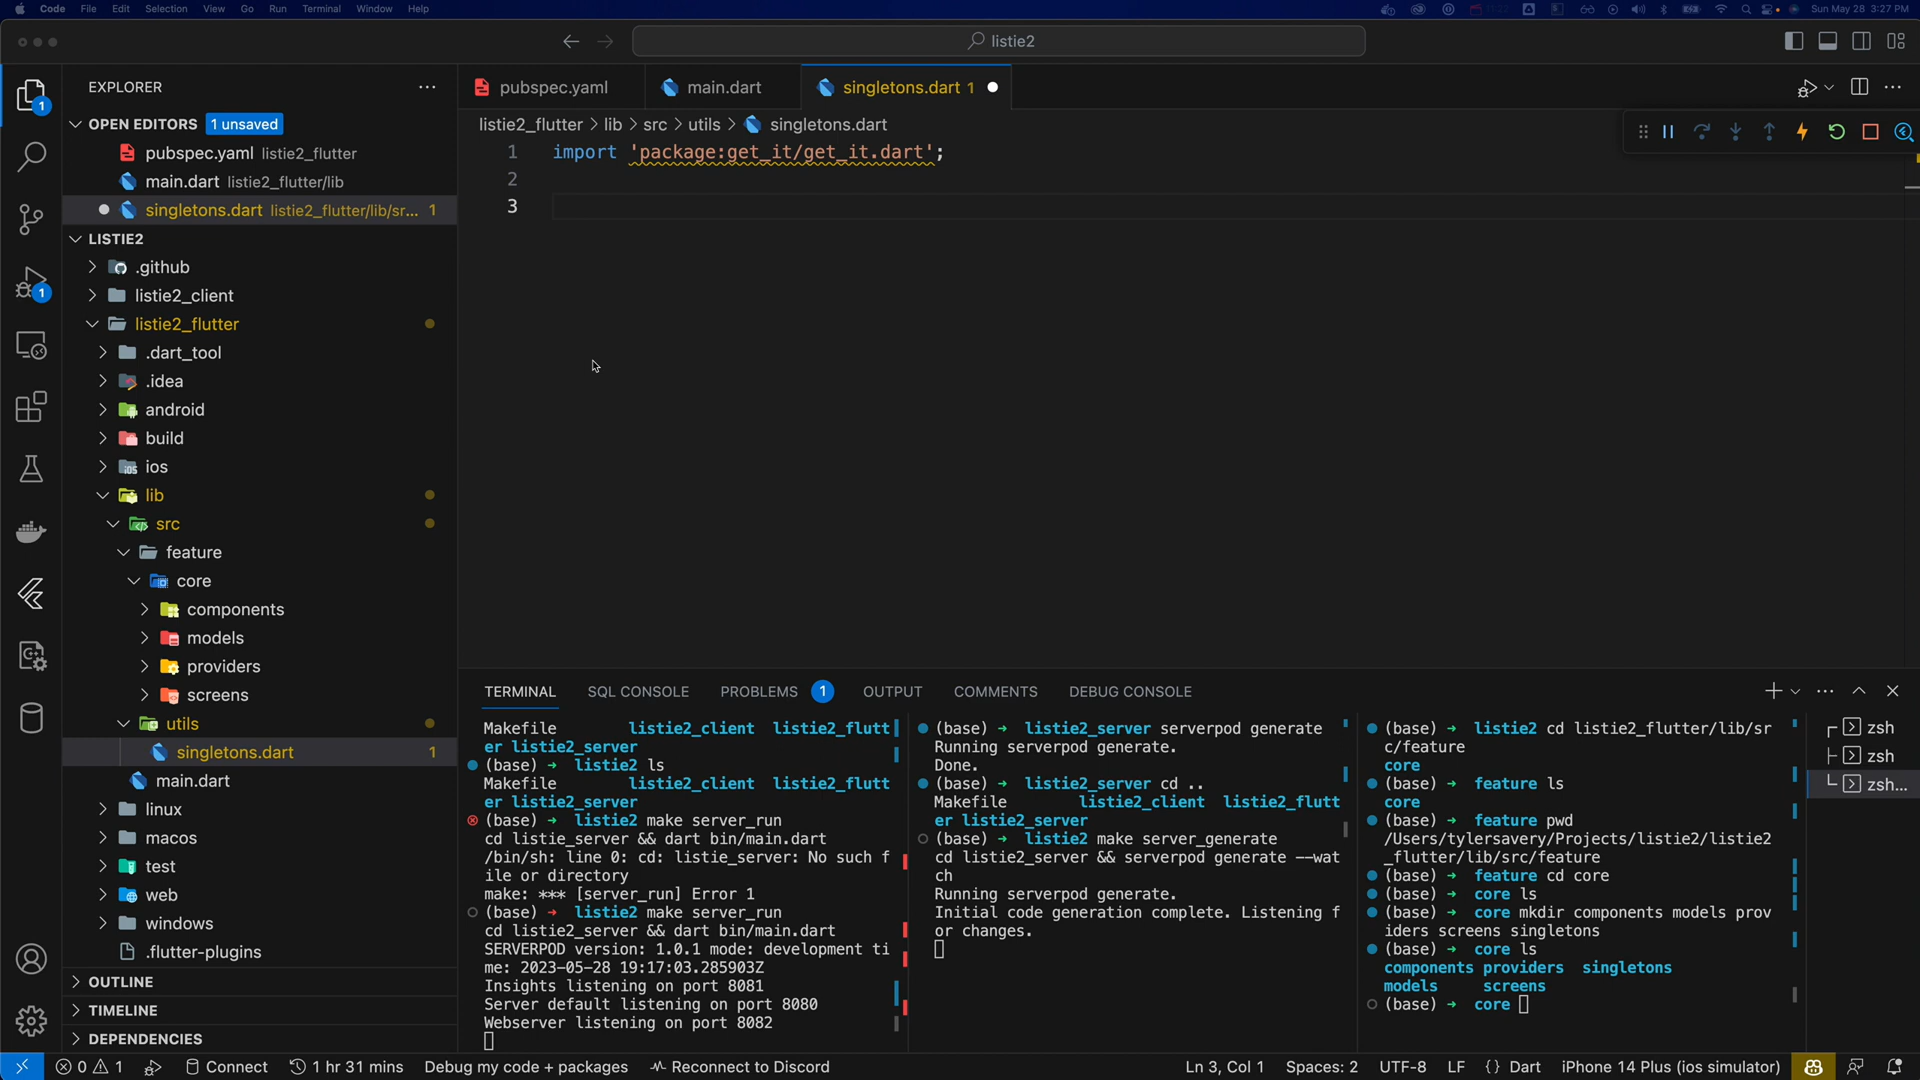 Code File Edit Selection View Go Run Terminal Window Help Sun May 28 3:27 PM
listie2
EXPLORER
pubspec.yaml main.dart singletons.dart 1
OPEN EDITORS 1 unsaved
listie2_flutter > lib > src > utils > singletons.dart
pubspec.yaml listie2_flutter
main.dart listie2_flutter/lib
singletons.dart listie2_flutter/lib/sr... 1
1 import 'package:get_it/get_it.dart';
2
3
LISTIE2
.github
listie2_client
listie2_flutter
.dart_tool
.idea
android
build
ios
lib
src
feature
core
components
models
providers
screens
utils
singletons.dart 1
main.dart
linux
macos
test
web
windows
.flutter-plugins
OUTLINE
TIMELINE
DEPENDENCIES
TERMINAL SQL CONSOLE PROBLEMS 1 OUTPUT COMMENTS DEBUG CONSOLE
Makefile listie2_client listie2_flutt
er listie2_server
(base) → listie2 ls
Makefile listie2_client listie2_flutt
er listie2_server
(base) → listie2 make server_run
cd listie_server && dart bin/main.dart
/bin/sh: line 0: cd: listie_server: No such f
ile or directory
make: *** [server_run] Error 1
(base) → listie2 make server_run
cd listie2_server && dart bin/main.dart
SERVERPOD version: 1.0.1 mode: development ti
me: 2023-05-28 19:17:03.285903Z
Insights listening on port 8081
Server default listening on port 8080
Webserver listening on port 8082
(base) → listie2_server serverpod generate
Running serverpod generate.
Done.
(base) → listie2_server cd ..
Makefile listie2_client listie2_flutt
er listie2_server
(base) → listie2 make server_generate
cd listie2_server && serverpod generate --wat
ch
Running serverpod generate.
Initial code generation complete. Listening f
or changes.
(base) → listie2 cd listie2_flutter/lib/sr
c/feature
core
(base) → feature ls
core
(base) → feature pwd
/Users/tylersavery/Projects/listie2/listie2
_flutter/lib/src/feature
(base) → feature cd core
(base) → core ls
(base) → core mkdir components models prov
iders screens singletons
(base) → core ls
components providers singletons
models screens
(base) → core
zsh
zsh
zsh...
0 1 Connect 1 hr 31 mins Debug my code + packages Reconnect to Discord Ln 3, Col 1 Spaces: 2 UTF-8 LF {} Dart iPhone 14 Plus (ios simulator)